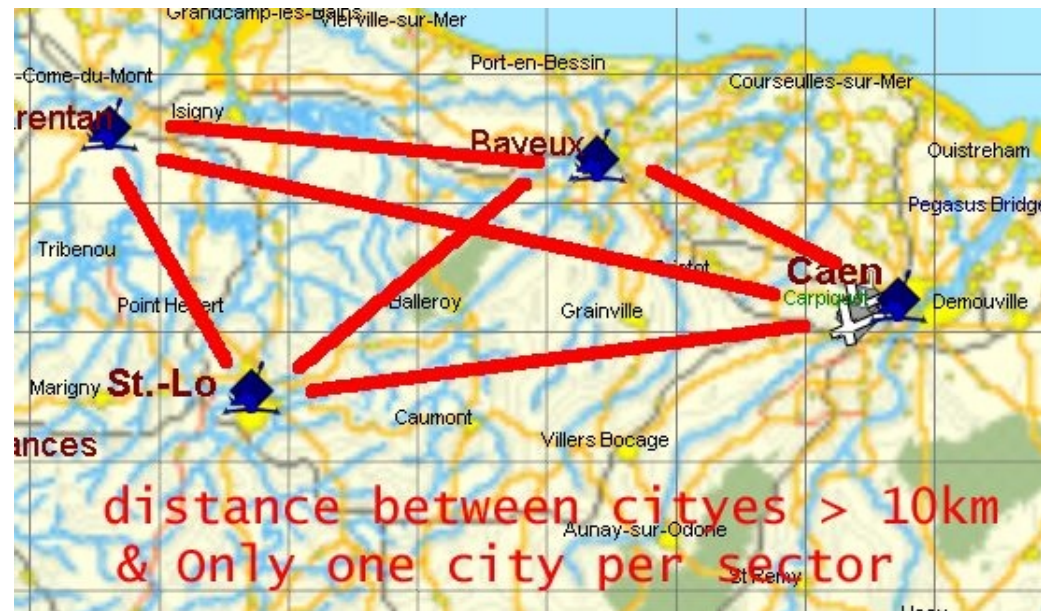 Grandcamp-les-Bains
Vierville-sur-Mer
Port-en-Bessin
-Come-du-Mont
Courseulles-sur-Mer
Isigny
rentan
Bayeux
Ouistreham
Pegasus Bridge
Tribenou
Caen
Carpiquet
Point Hebert
Balleroy
Grainville
Demouville
Marigny
St.-Lo
Caumont
ances
Villers Bocage
distance between cityes > 10km
Aunay-sur-Odone
& Only one city per sector
St Remy